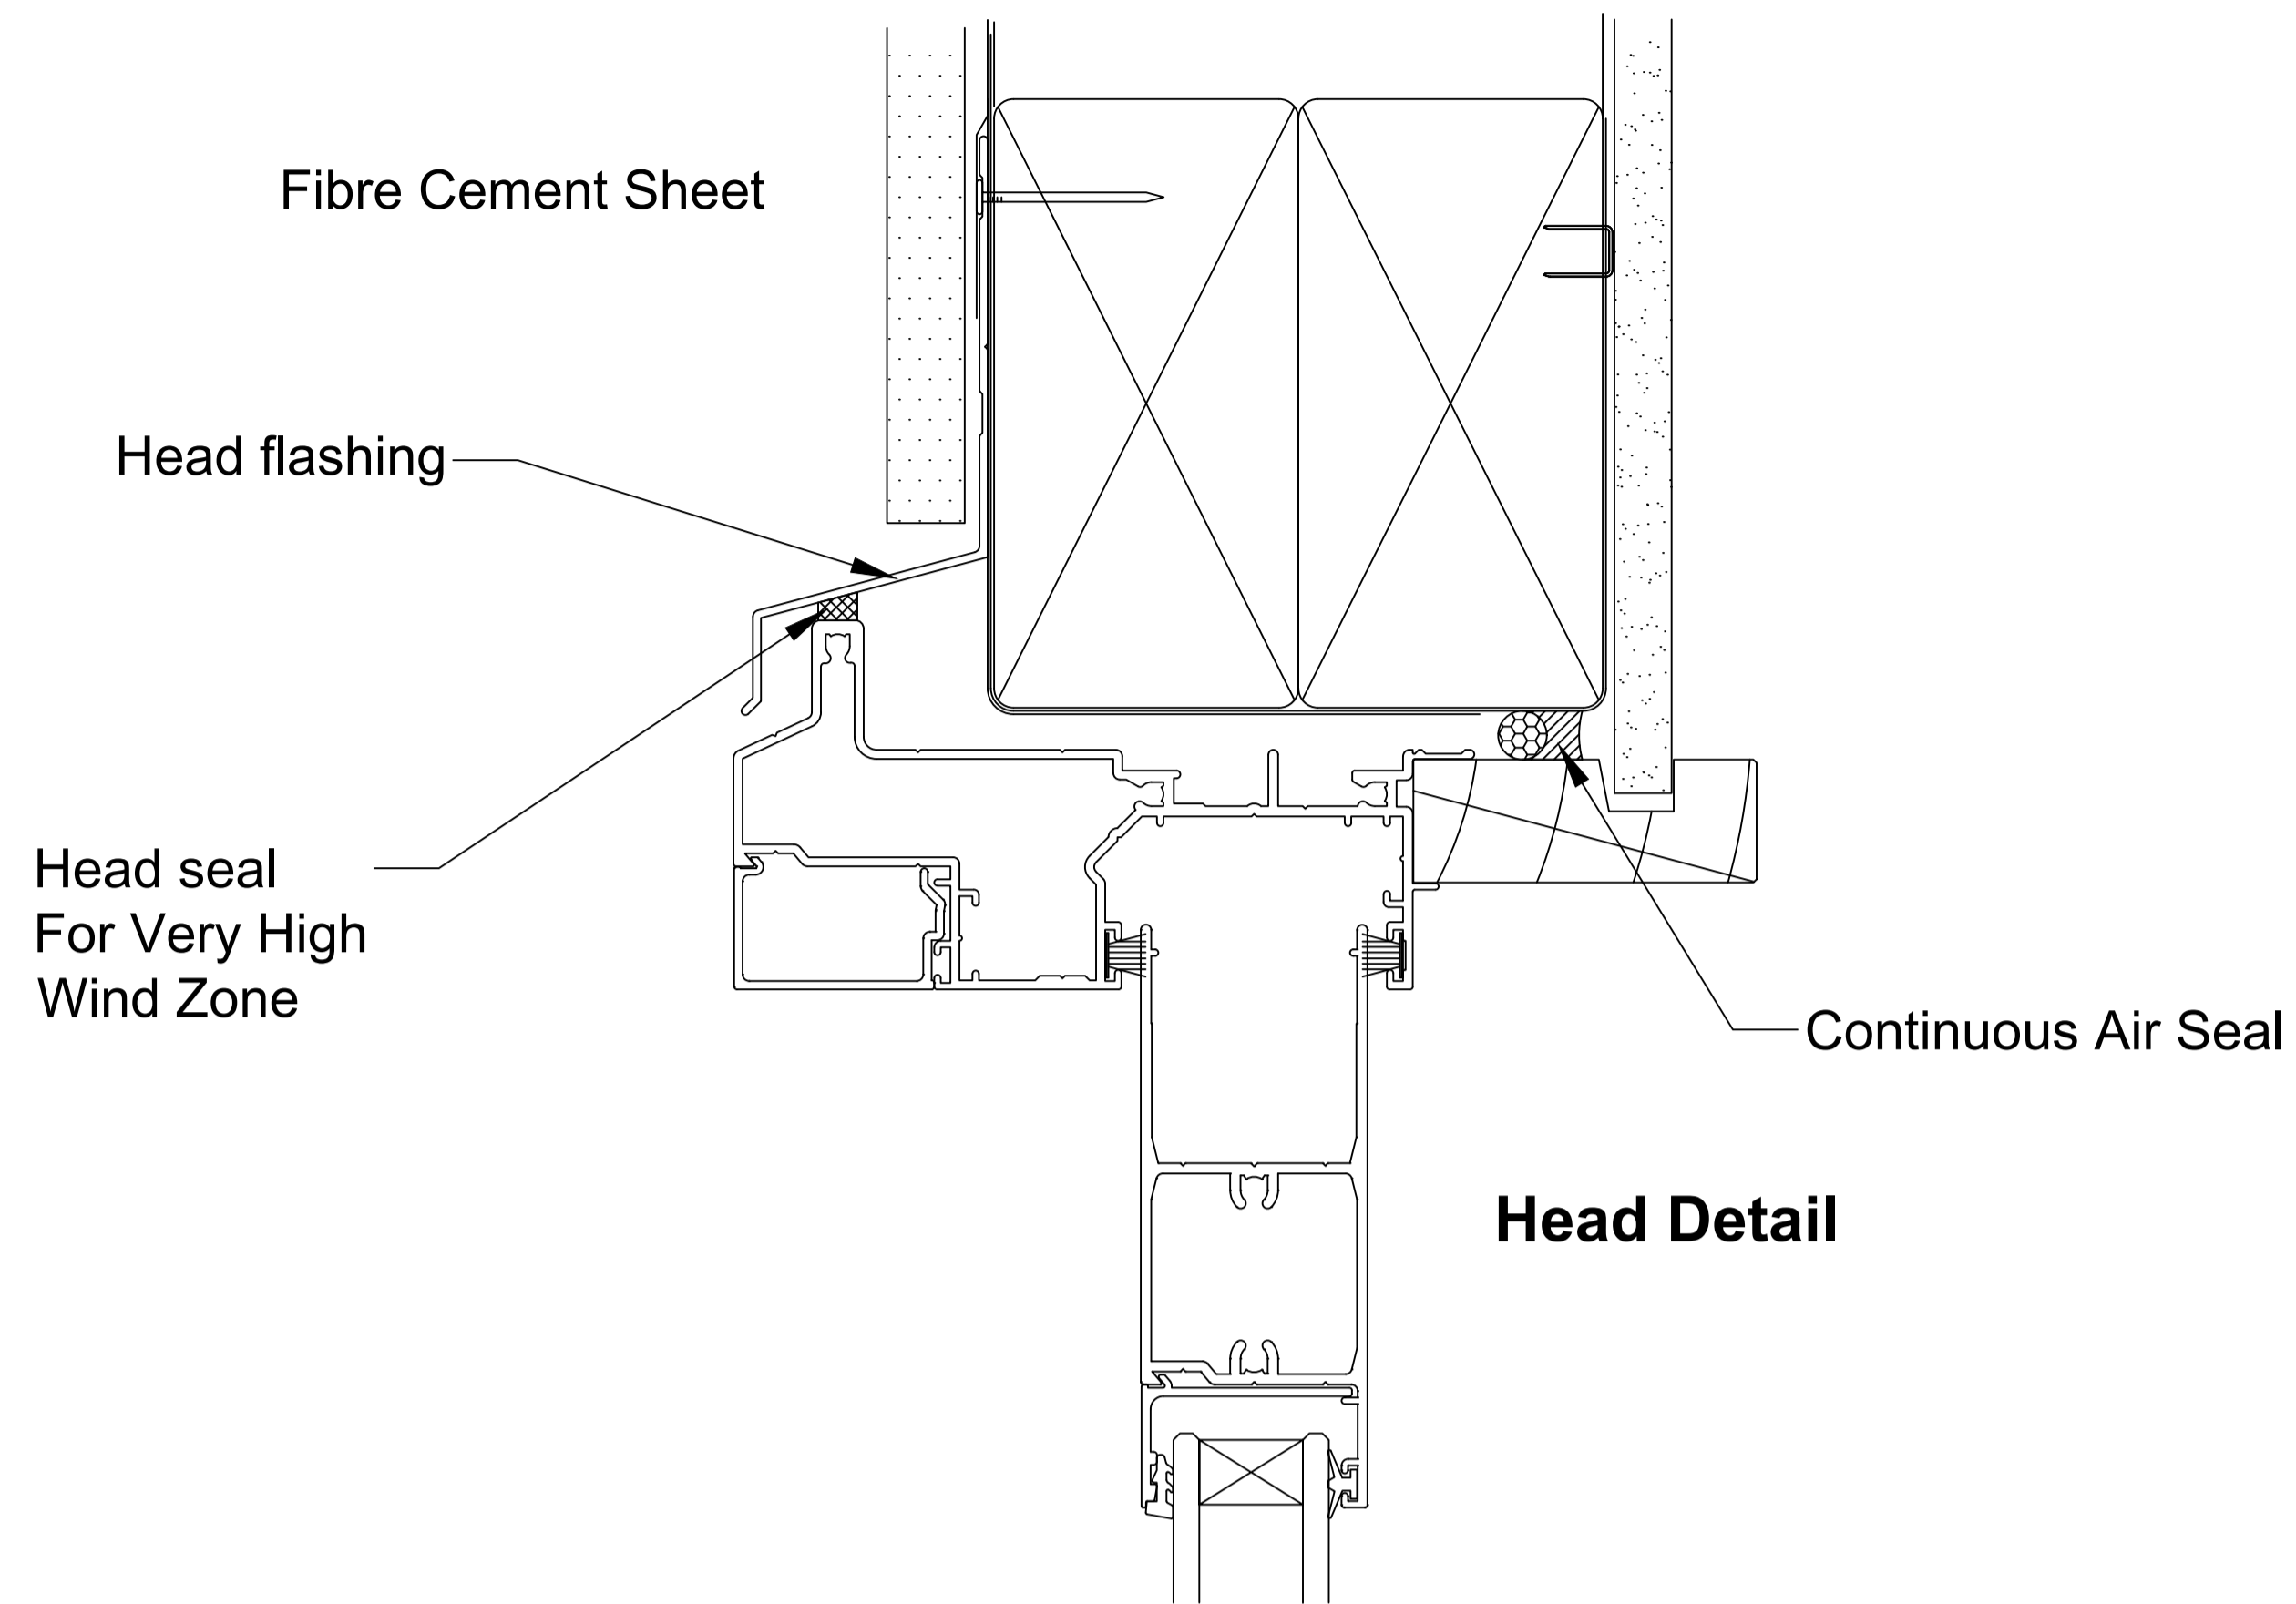 Fibre Cement Sheet
Head flashing
Head seal
For Very High
Wind Zone
Continuous Air Seal
Head Detail